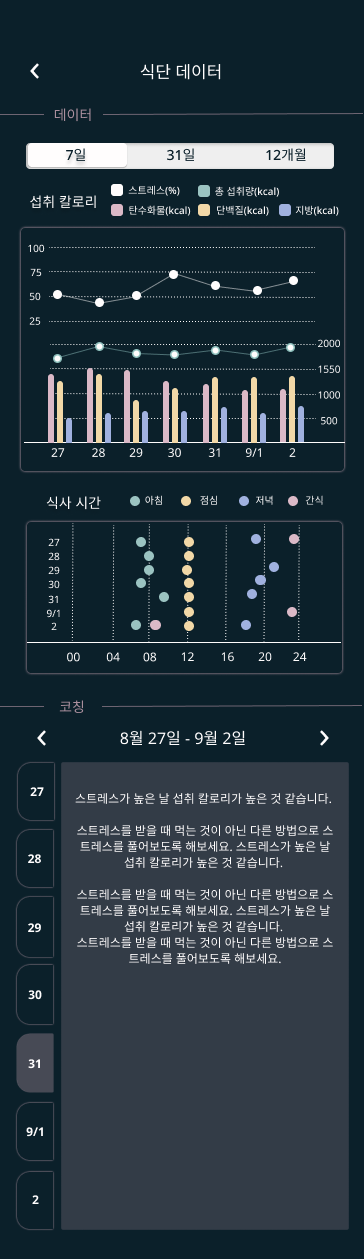 식단 데이터
데이터
7일 31일 12개월
섭취 칼로리
스트레스(%) 총 섭취량(kcal)
탄수화물(kcal) 단백질(kcal) 지방(kcal)
100
75
50
25
2000
1550
1000
500
27 28 29 30 31 9/1 2
식사 시간
아침 점심 저녁 간식
27
28
29
30
31
9/1
2
00 04 08 12 16 20 24
코칭
8월 27일 - 9월 2일
27
28
29
30
31
9/1
2
스트레스가 높은 날 섭취 칼로리가 높은 것 같습니다.
스트레스를 받을 때 먹는 것이 아닌 다른 방법으로 스
트레스를 풀어보도록 해보세요. 스트레스가 높은 날
섭취 칼로리가 높은 것 같습니다.
스트레스를 받을 때 먹는 것이 아닌 다른 방법으로 스
트레스를 풀어보도록 해보세요. 스트레스가 높은 날
섭취 칼로리가 높은 것 같습니다.
스트레스를 받을 때 먹는 것이 아닌 다른 방법으로 스
트레스를 풀어보도록 해보세요.